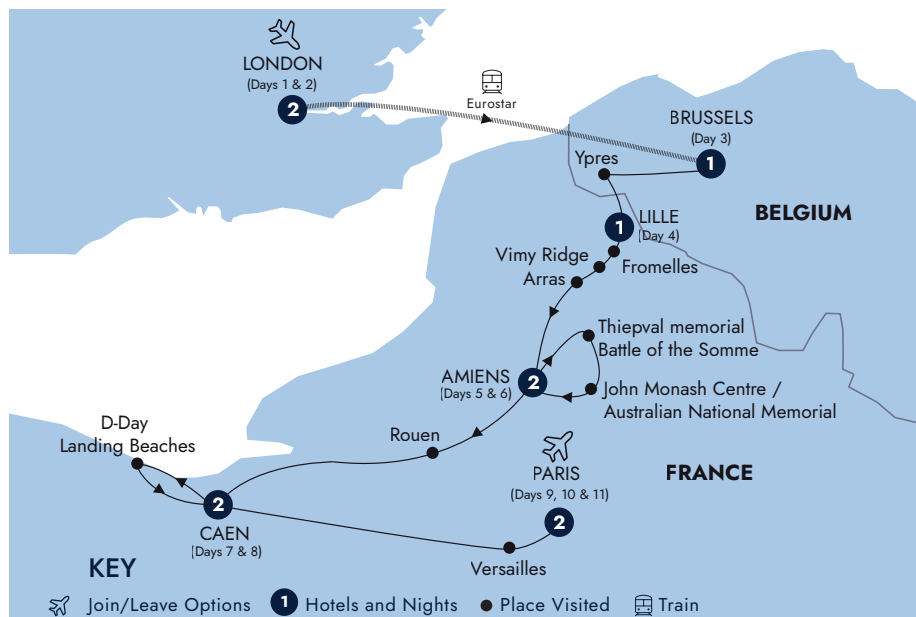 LONDON
(Days 1 & 2)
2
Eurostar
BRUSSELS
(Day 3)
1
Ypres
BELGIUM
1
LILLE
(Day 4)
Vimy Ridge
Fromelles
Arras
Thiepval memorial
Battle of the Somme
AMIENS
(Days 5 & 6)
2
John Monash Centre /
Australian National Memorial
D-Day
Landing Beaches
Rouen
PARIS
(Days 9, 10 & 11)
2
FRANCE
2
CAEN
(Days 7 & 8)
Versailles
KEY
Join/Leave Options
1 Hotels and Nights
Place Visited
Train